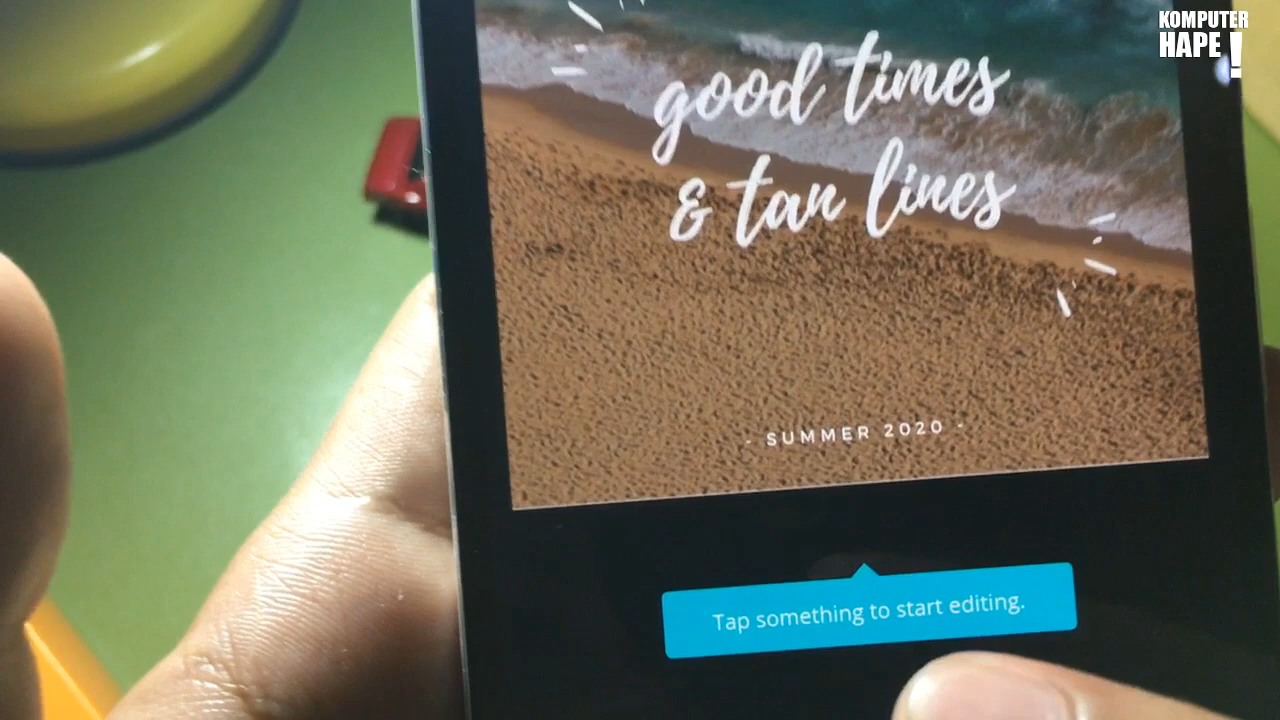 KOMPUTER
HAPE !
good times
& tan lines
- SUMMER 2020 -
Tap something to start editing.